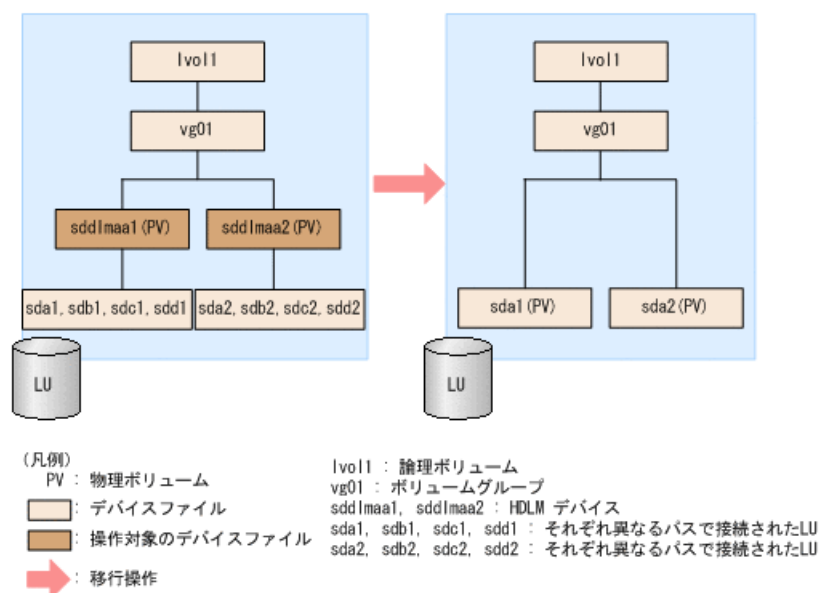 lvol1
vg01
sddlmaa1(PV) sddlmaa2(PV)
sda1, sdb1, sdc1, sdd1 sda2, sdb2, sdc2, sdd2
LU
lvol1
vg01
sda1(PV) sda2(PV)
LU
(凡例)
PV : 物理ボリューム
: デバイスファイル
: 操作対象のデバイスファイル
: 移行操作
lvol1 : 論理ボリューム
vg01 : ボリュームグループ
sddlmaa1, sddlmaa2 : HDLM デバイス
sda1, sdb1, sdc1, sdd1 : それぞれ異なるパスで接続されたLU
sda2, sdb2, sdc2, sdd2 : それぞれ異なるパスで接続されたLU